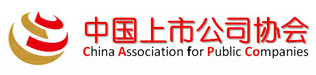 中国上市公司协会
China Association for Public Companies